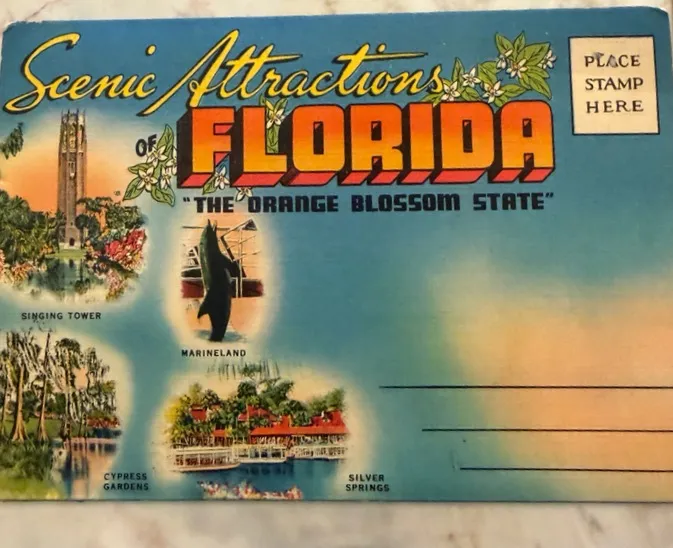 Scenic Attractions
OF FLORIDA
"THE ORANGE BLOSSOM STATE"
PLACE
STAMP
HERE
SINGING TOWER
MARINELAND
CYPRESS
GARDENS
SILVER
SPRINGS